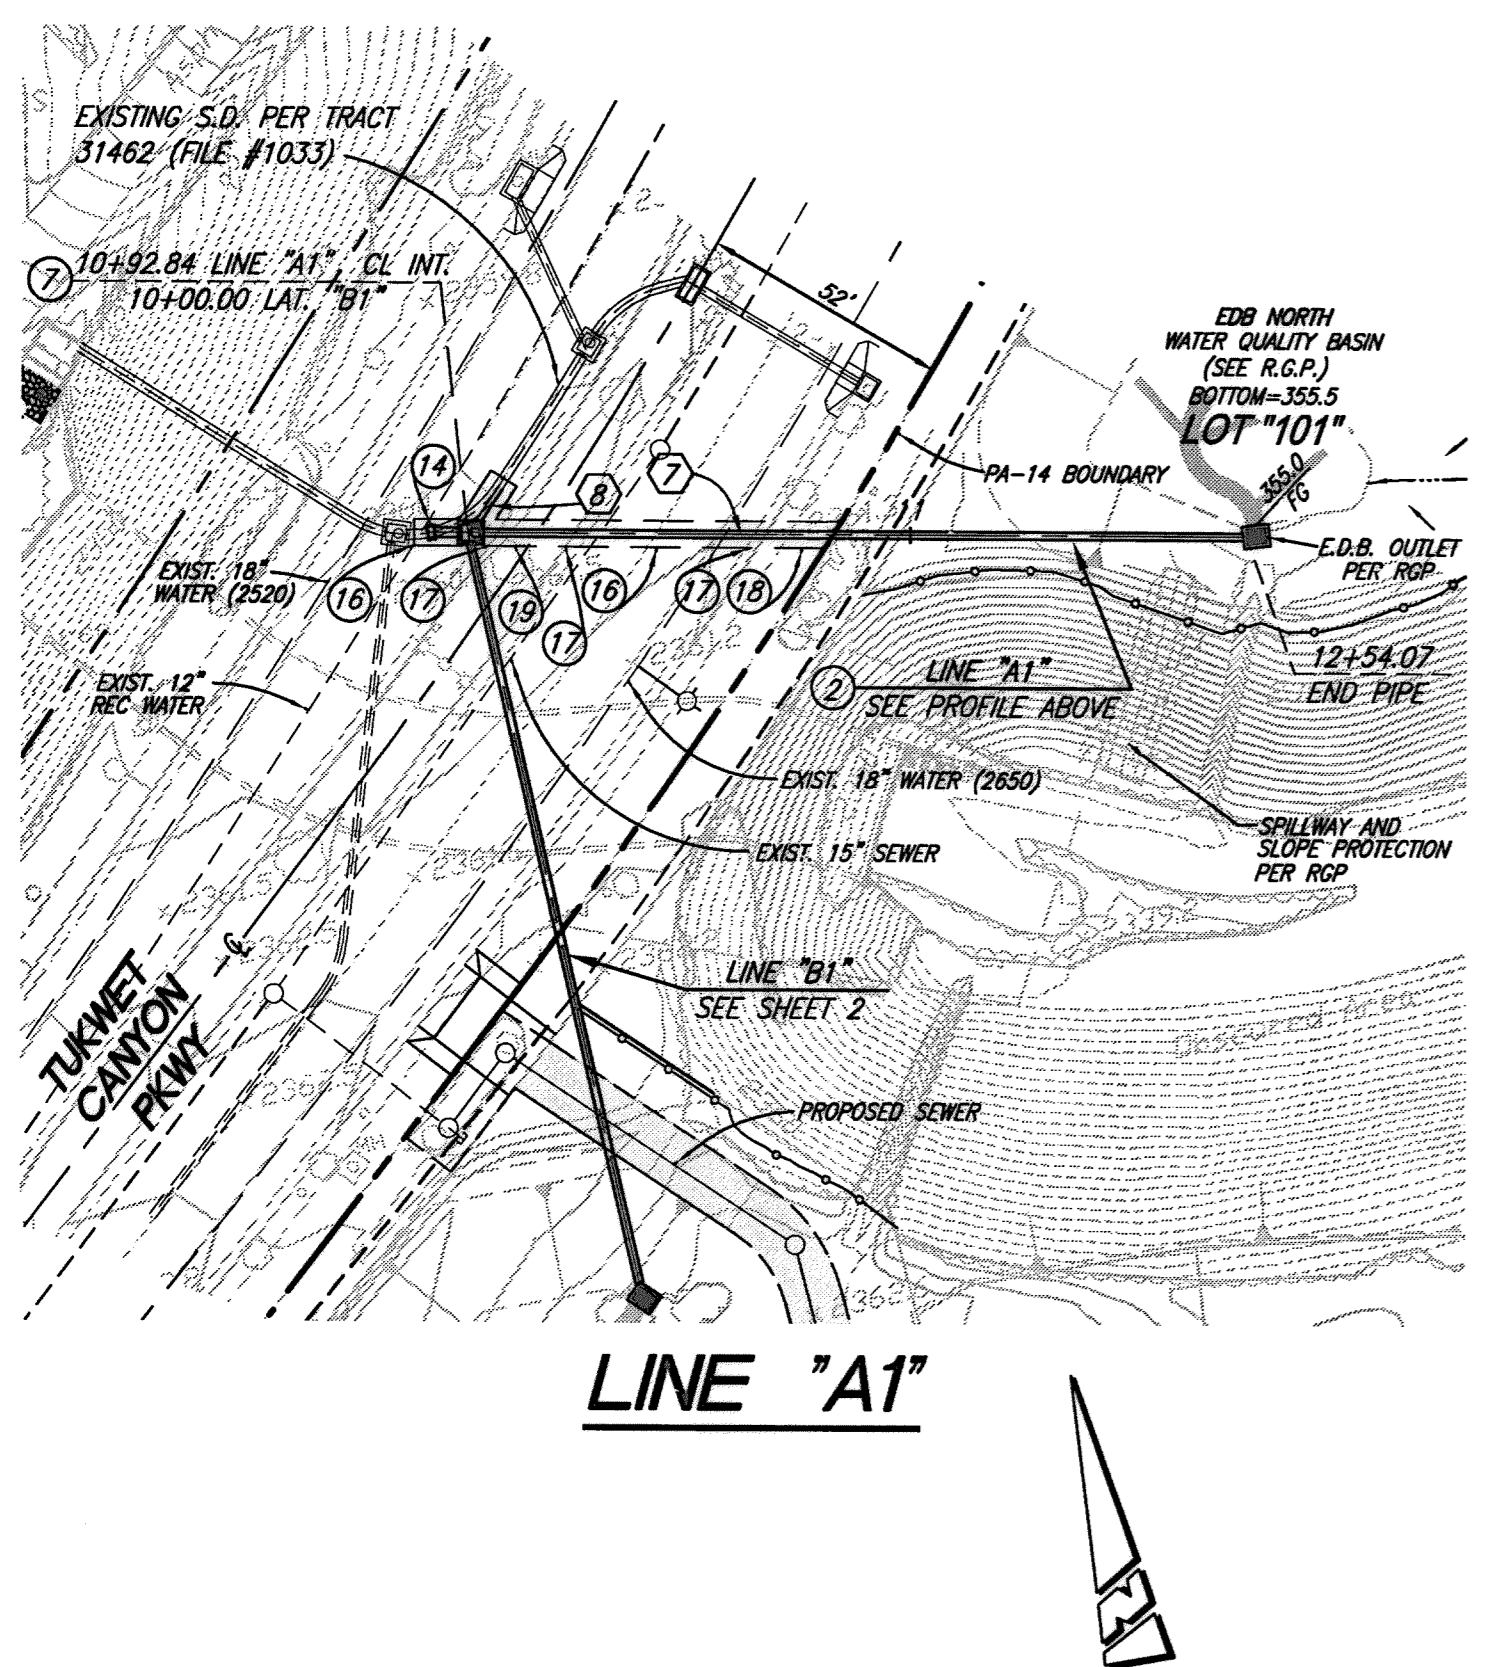 EXISTING S.D. PER TRACT
31462 (FILE #1033)
7
10+92.84 LINE "A1", CL INT.
10+00.00 LAT. "B1"
52'
EDB NORTH
WATER QUALITY BASIN
(SEE R.G.P.)
BOTTOM=355.5
LOT "101"
355.0
FG
14
8
7
PA-14 BOUNDARY
EXIST. 18"
WATER (2520)
16
17
19
17
16
17
18
E.D.B. OUTLET
PER RGP
12+54.07
END PIPE
EXIST. 12"
REC WATER
2
LINE "A1"
SEE PROFILE ABOVE
EXIST. 18" WATER (2650)
SPILLWAY AND
SLOPE PROTECTION
PER RGP
EXIST. 15" SEWER
LINE "B1"
SEE SHEET 2
TUKWET
CANYON
PKWY
PROPOSED SEWER
LINE "A1"
N